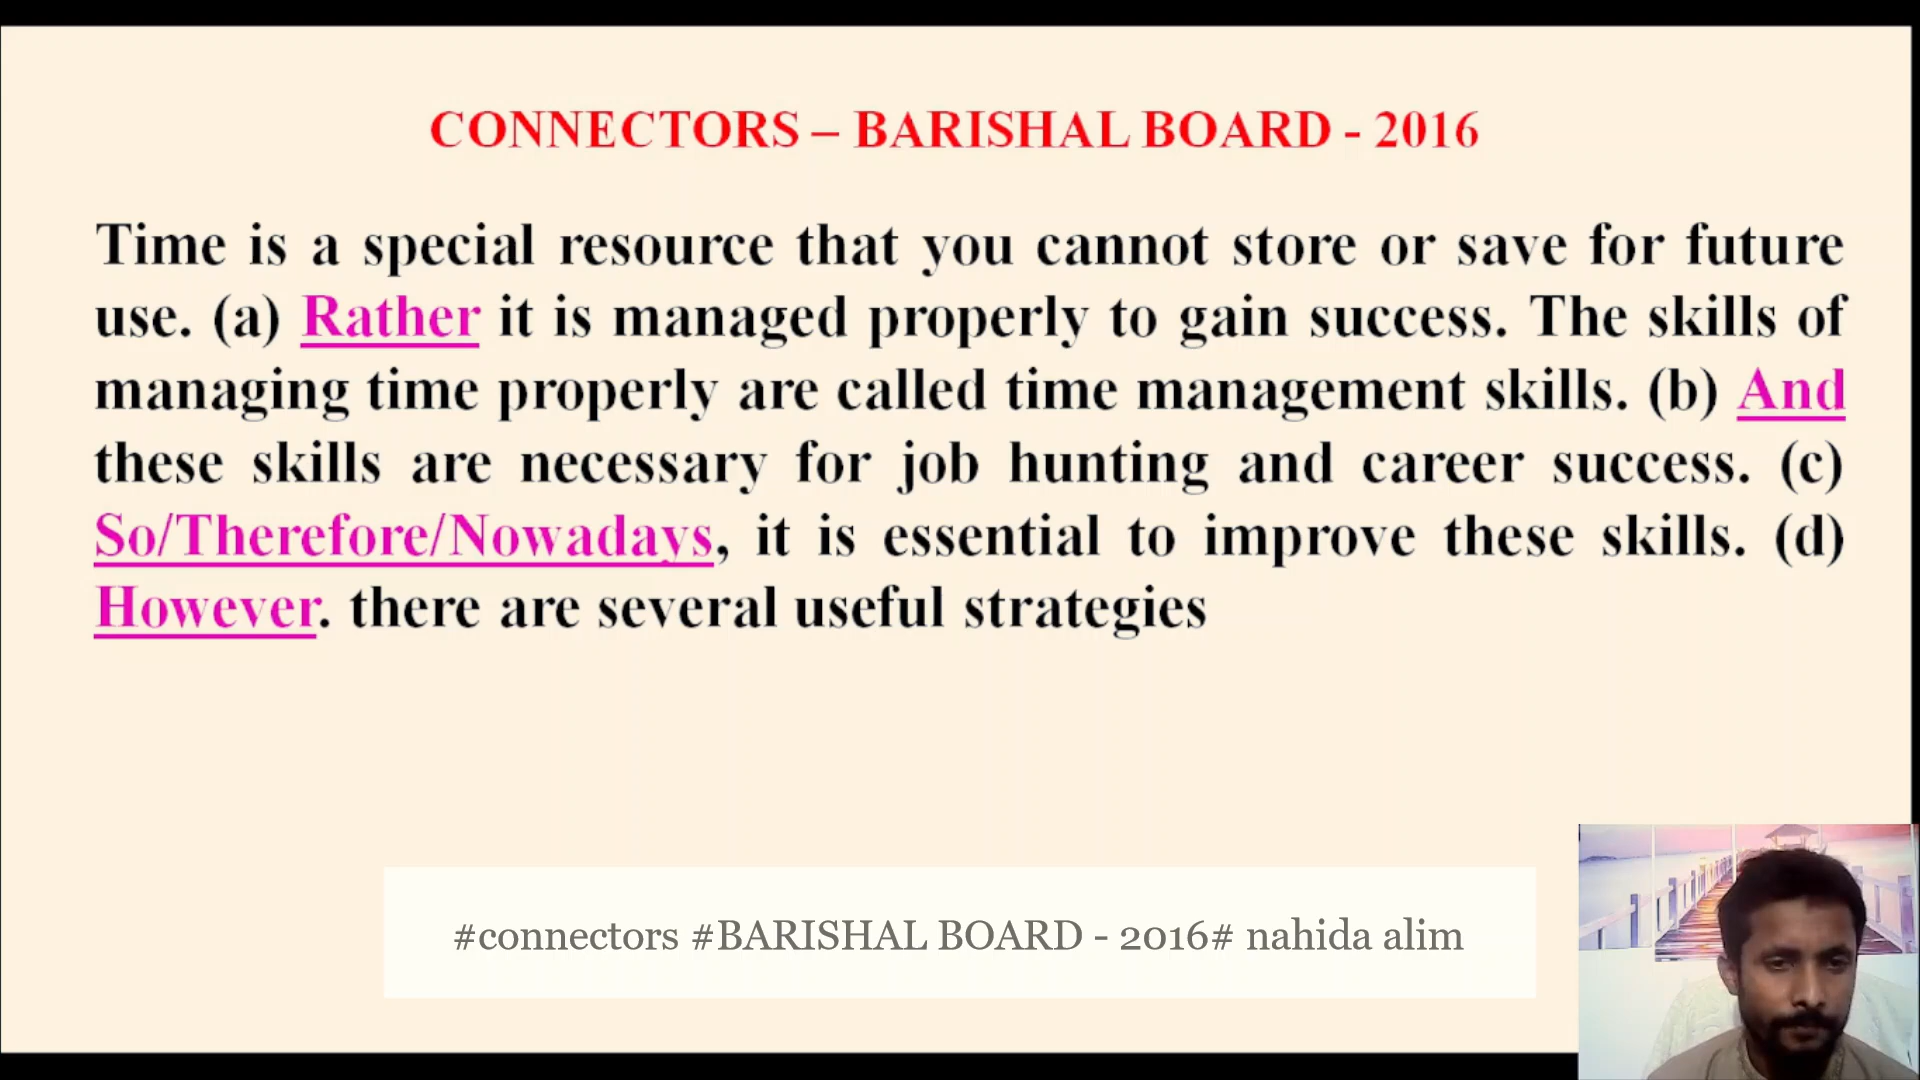 CONNECTORS – BARISHAL BOARD - 2016
Time is a special resource that you cannot store or save for future
use. (a) Rather it is managed properly to gain success. The skills of
managing time properly are called time management skills. (b) And
these skills are necessary for job hunting and career success. (c)
So/Therefore/Nowadays, it is essential to improve these skills. (d)
However. there are several useful strategies
#connectors #BARISHAL BOARD - 2016# nahida alim